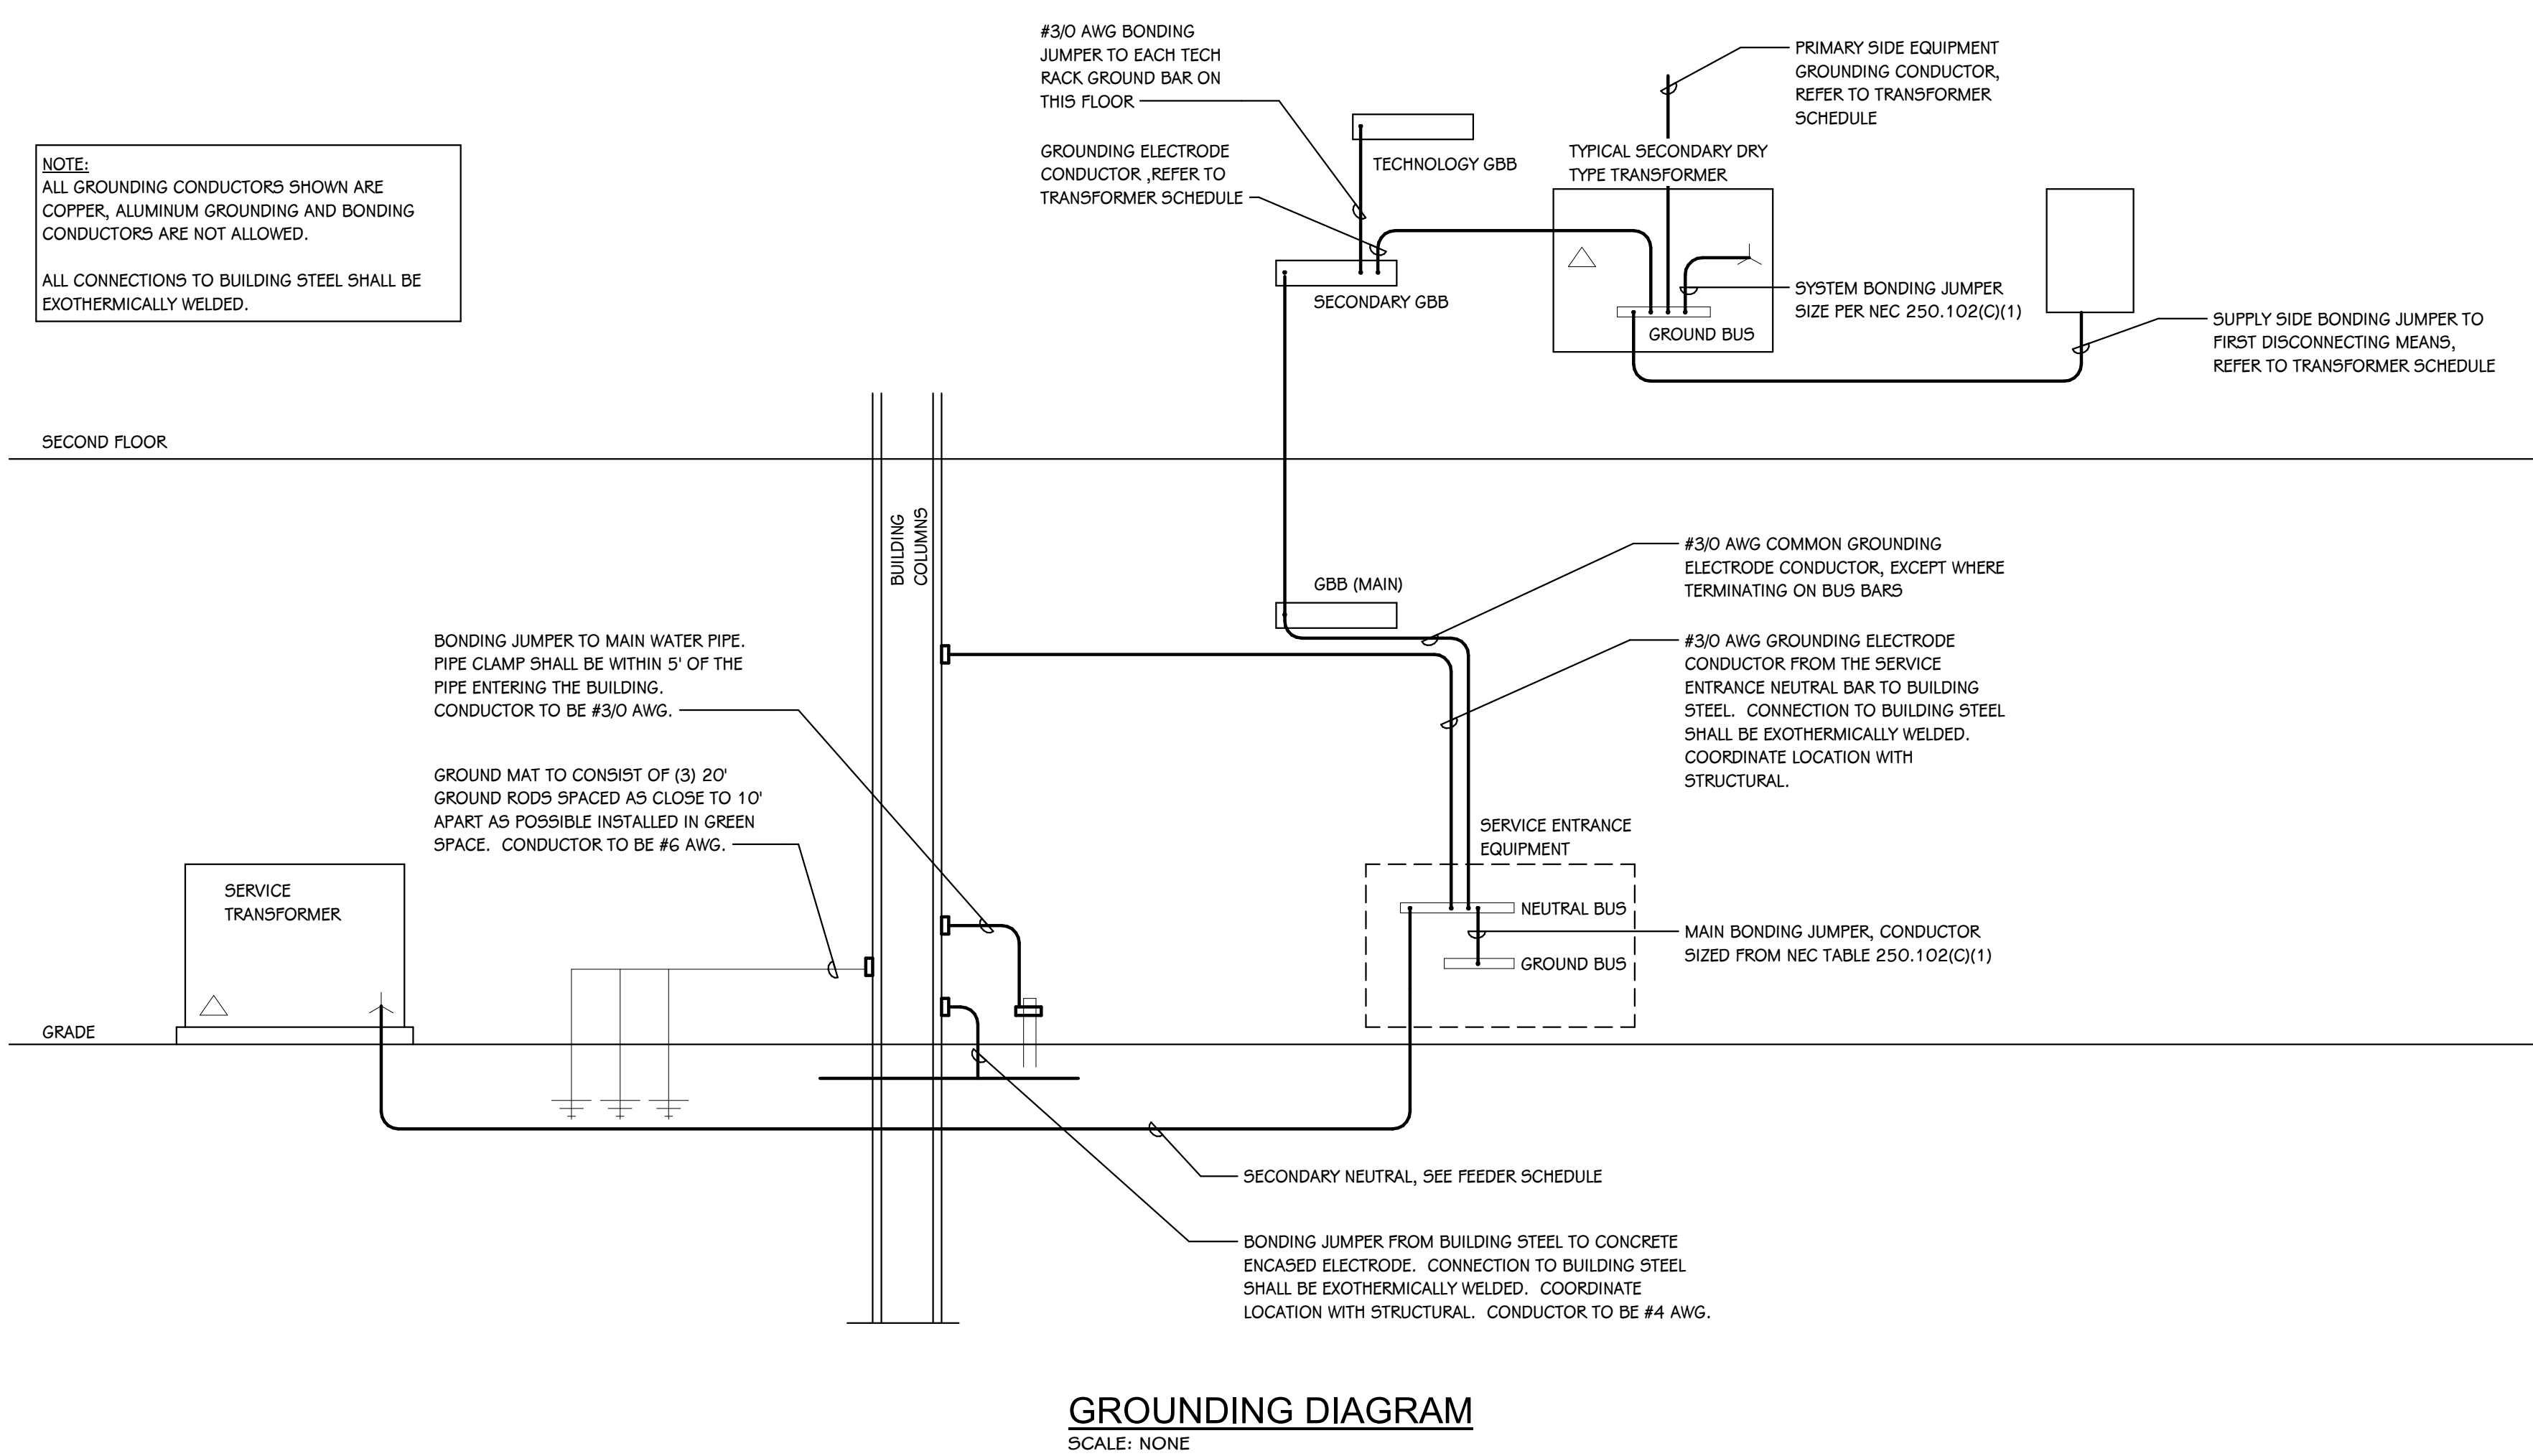 #3/0 AWG BONDING
JUMPER TO EACH TECH
RACK GROUND BAR ON
THIS FLOOR
PRIMARY SIDE EQUIPMENT
GROUNDING CONDUCTOR,
REFER TO TRANSFORMER
SCHEDULE
NOTE:
ALL GROUNDING CONDUCTORS SHOWN ARE
COPPER, ALUMINUM GROUNDING AND BONDING
CONDUCTORS ARE NOT ALLOWED.
ALL CONNECTIONS TO BUILDING STEEL SHALL BE
EXOTHERMICALLY WELDED.
GROUNDING ELECTRODE
CONDUCTOR ,REFER TO
TRANSFORMER SCHEDULE
TECHNOLOGY GBB
TYPICAL SECONDARY DRY
TYPE TRANSFORMER
SECONDARY GBB
SYSTEM BONDING JUMPER
SIZE PER NEC 250.102(C)(1)
GROUND BUS
SUPPLY SIDE BONDING JUMPER TO
FIRST DISCONNECTING MEANS,
REFER TO TRANSFORMER SCHEDULE
SECOND FLOOR
BUILDING
COLUMNS
GBB (MAIN)
#3/0 AWG COMMON GROUNDING
ELECTRODE CONDUCTOR, EXCEPT WHERE
TERMINATING ON BUS BARS
BONDING JUMPER TO MAIN WATER PIPE.
PIPE CLAMP SHALL BE WITHIN 5' OF THE
PIPE ENTERING THE BUILDING.
CONDUCTOR TO BE #3/0 AWG.
#3/0 AWG GROUNDING ELECTRODE
CONDUCTOR FROM THE SERVICE
ENTRANCE NEUTRAL BAR TO BUILDING
STEEL. CONNECTION TO BUILDING STEEL
SHALL BE EXOTHERMICALLY WELDED.
COORDINATE LOCATION WITH
STRUCTURAL.
GROUND MAT TO CONSIST OF (3) 20'
GROUND RODS SPACED AS CLOSE TO 10'
APART AS POSSIBLE INSTALLED IN GREEN
SPACE. CONDUCTOR TO BE #6 AWG.
SERVICE ENTRANCE
EQUIPMENT
SERVICE
TRANSFORMER
NEUTRAL BUS
MAIN BONDING JUMPER, CONDUCTOR
SIZED FROM NEC TABLE 250.102(C)(1)
GROUND BUS
GRADE
SECONDARY NEUTRAL, SEE FEEDER SCHEDULE
BONDING JUMPER FROM BUILDING STEEL TO CONCRETE
ENCASED ELECTRODE. CONNECTION TO BUILDING STEEL
SHALL BE EXOTHERMICALLY WELDED. COORDINATE
LOCATION WITH STRUCTURAL. CONDUCTOR TO BE #4 AWG.
GROUNDING DIAGRAM
SCALE: NONE